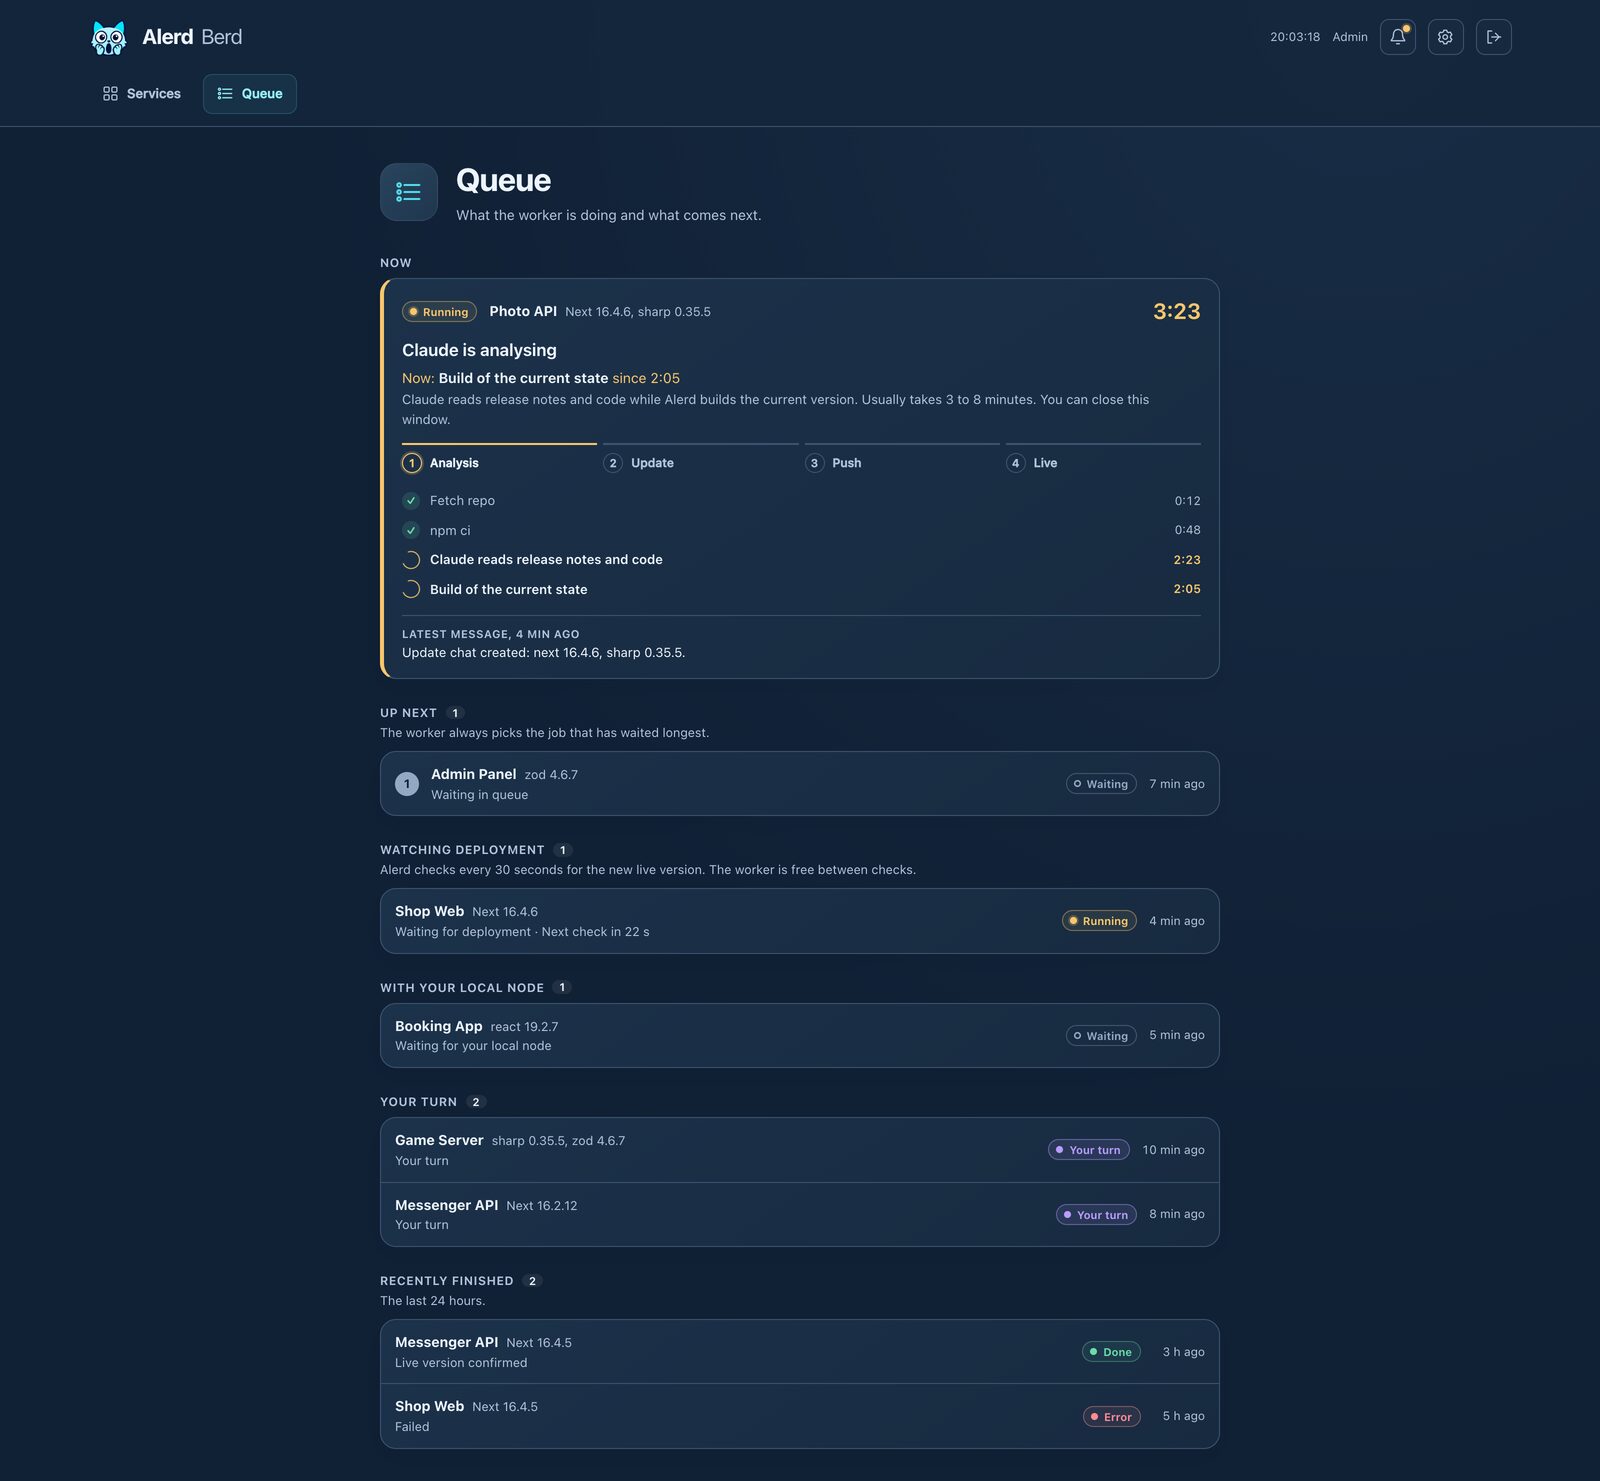 Alerd Berd
20:03:18 Admin
Services
Queue
Queue
What the worker is doing and what comes next.
NOW
Running Photo API Next 16.4.6, sharp 0.35.5 3:23
Claude is analysing
Now: Build of the current state since 2:05
Claude reads release notes and code while Alerd builds the current version. Usually takes 3 to 8 minutes. You can close this
window.
1 Analysis 2 Update 3 Push 4 Live
Fetch repo 0:12
npm ci 0:48
Claude reads release notes and code 2:23
Build of the current state 2:05
LATEST MESSAGE, 4 MIN AGO
Update chat created: next 16.4.6, sharp 0.35.5.
UP NEXT 1
The worker always picks the job that has waited longest.
1 Admin Panel zod 4.6.7
Waiting in queue
Waiting 7 min ago
WATCHING DEPLOYMENT 1
Alerd checks every 30 seconds for the new live version. The worker is free between checks.
Shop Web Next 16.4.6
Waiting for deployment · Next check in 22 s
Running 4 min ago
WITH YOUR LOCAL NODE 1
Booking App react 19.2.7
Waiting for your local node
Waiting 5 min ago
YOUR TURN 2
Game Server sharp 0.35.5, zod 4.6.7
Your turn
Your turn 10 min ago
Messenger API Next 16.2.12
Your turn
Your turn 8 min ago
RECENTLY FINISHED 2
The last 24 hours.
Messenger API Next 16.4.5
Live version confirmed
Done 3 h ago
Shop Web Next 16.4.5
Failed
Error 5 h ago